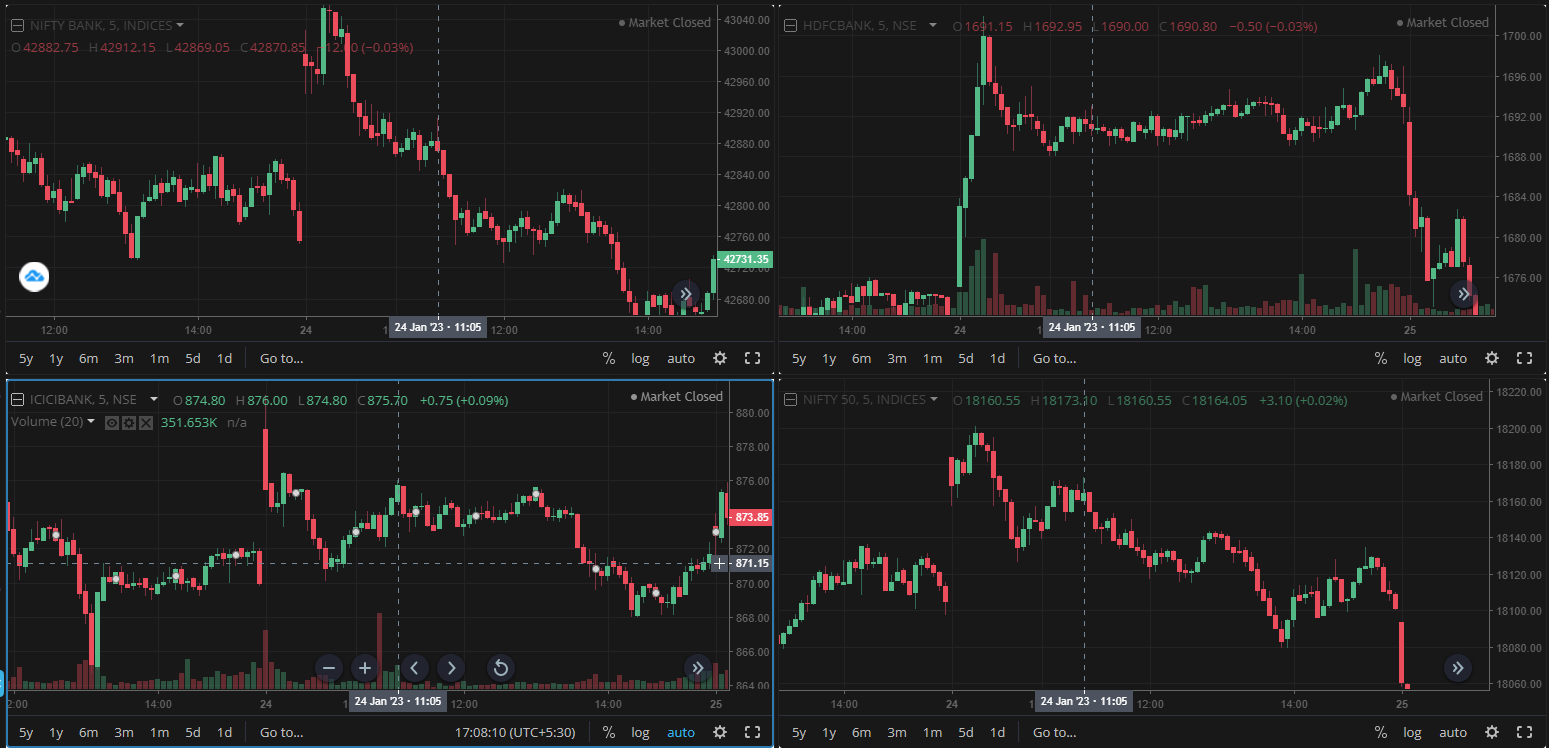 NIFTY BANK, 5, INDICES
Market Closed
O 42882.75 H 42912.15 L 42869.05 C 42870.85 (−0.03%)
43040.00
43000.00
42960.00
42920.00
42880.00
42840.00
42800.00
42760.00
42731.35
42720.00
42680.00
12:00 14:00 24 24 Jan '23 · 11:05 12:00 14:00
5y 1y 6m 3m 1m 5d 1d Go to... % log auto
HDFCBANK, 5, NSE O 1691.15 H 1692.95 L 1690.00 C 1690.80 −0.50 (−0.03%)
Market Closed
1700.00
1696.00
1692.00
1688.00
1684.00
1680.00
1676.00
14:00 24 24 Jan '23 · 11:05 12:00 14:00 25
5y 1y 6m 3m 1m 5d 1d Go to... % log auto
ICICIBANK, 5, NSE O 874.80 H 876.00 L 874.80 C 875.70 +0.75 (+0.09%)
Market Closed
Volume (20) 351.653K n/a
880.00
878.00
876.00
873.85
872.00
871.15
870.00
868.00
866.00
864.00
2:00 14:00 24 24 Jan '23 · 11:05 12:00 14:00 25
5y 1y 6m 3m 1m 5d 1d Go to... 17:08:10 (UTC+5:30) % log auto
NIFTY 50, 5, INDICES O 18160.55 H 18173.10 L 18160.55 C 18164.05 +3.10 (+0.02%)
Market Closed
18220.00
18200.00
18180.00
18160.00
18140.00
18120.00
18100.00
18080.00
18060.00
14:00 24 24 Jan '23 · 11:05 12:00 14:00 25
5y 1y 6m 3m 1m 5d 1d Go to... % log auto